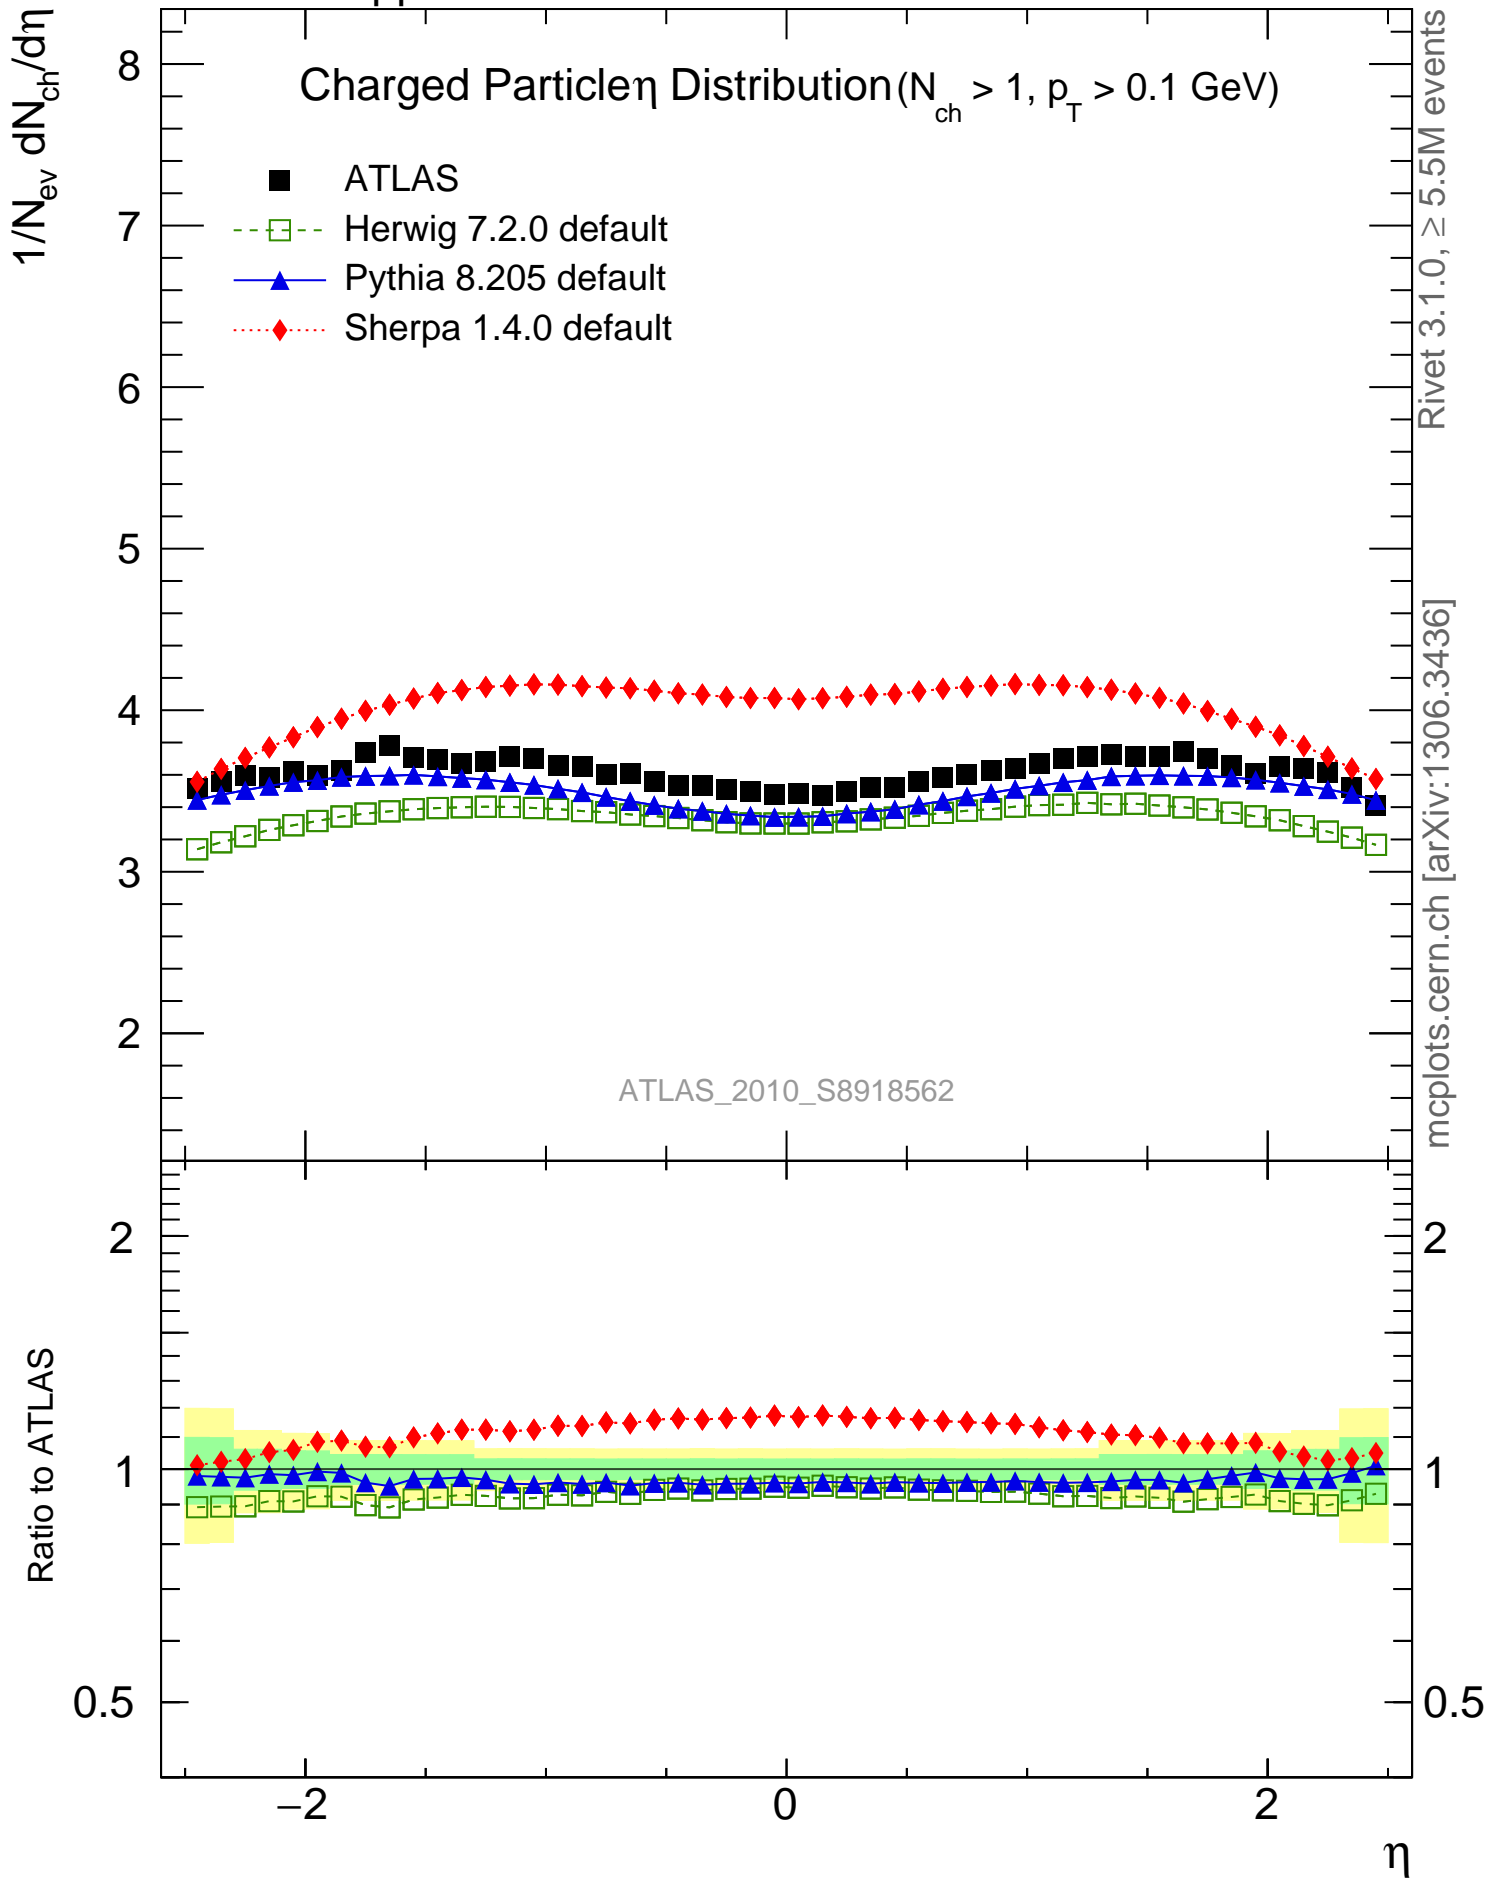 pp
1/N_ev dN_ch/dη
Charged Particle η Distribution (N_ch > 1, p_T > 0.1 GeV)
ATLAS
Herwig 7.2.0 default
Pythia 8.205 default
Sherpa 1.4.0 default
8
7
6
5
4
3
2
ATLAS_2010_S8918562
Rivet 3.1.0, ≥ 5.5M events
mcplots.cern.ch [arXiv:1306.3436]
Ratio to ATLAS
2
1
0.5
2
1
0.5
−2
0
2
η